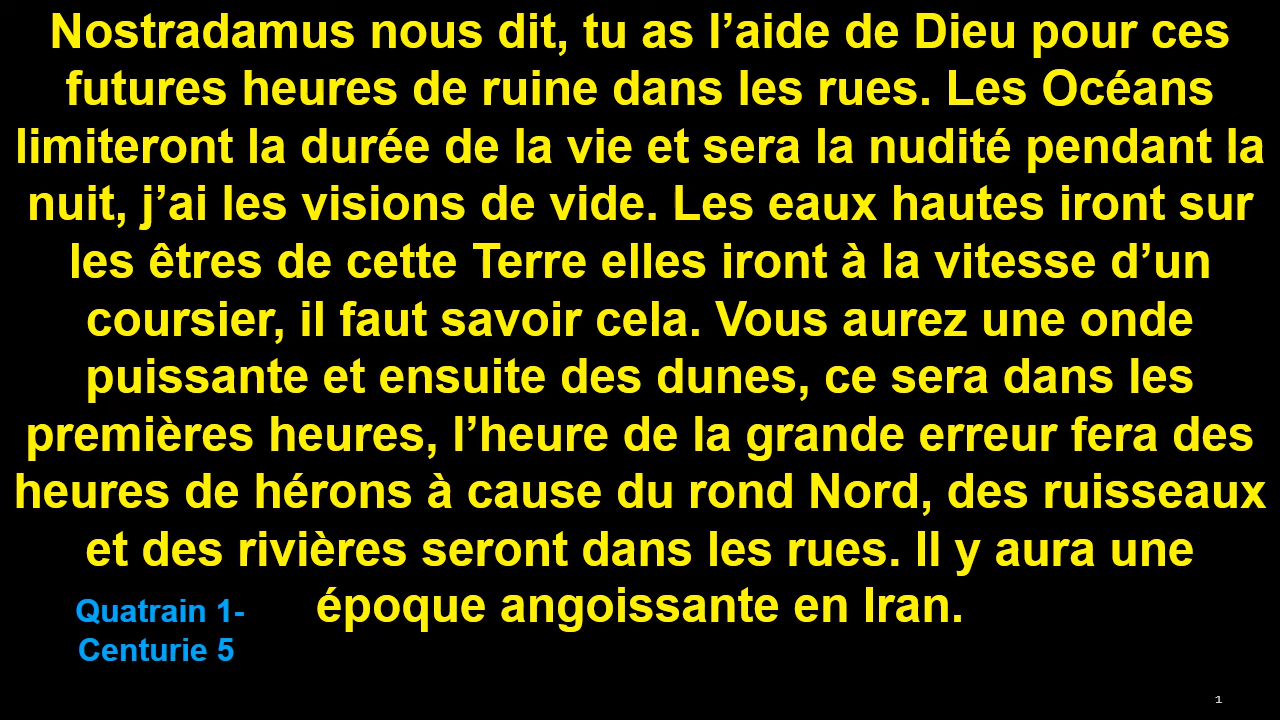 Nostradamus nous dit, tu as l’aide de Dieu pour ces
futures heures de ruine dans les rues. Les Océans
limiteront la durée de la vie et sera la nudité pendant la
nuit, j’ai les visions de vide. Les eaux hautes iront sur
les êtres de cette Terre elles iront à la vitesse d’un
coursier, il faut savoir cela. Vous aurez une onde
puissante et ensuite des dunes, ce sera dans les
premières heures, l’heure de la grande erreur fera des
heures de hérons à cause du rond Nord, des ruisseaux
et des rivières seront dans les rues. Il y aura une
époque angoissante en Iran.
Quatrain 1-
Centurie 5
1